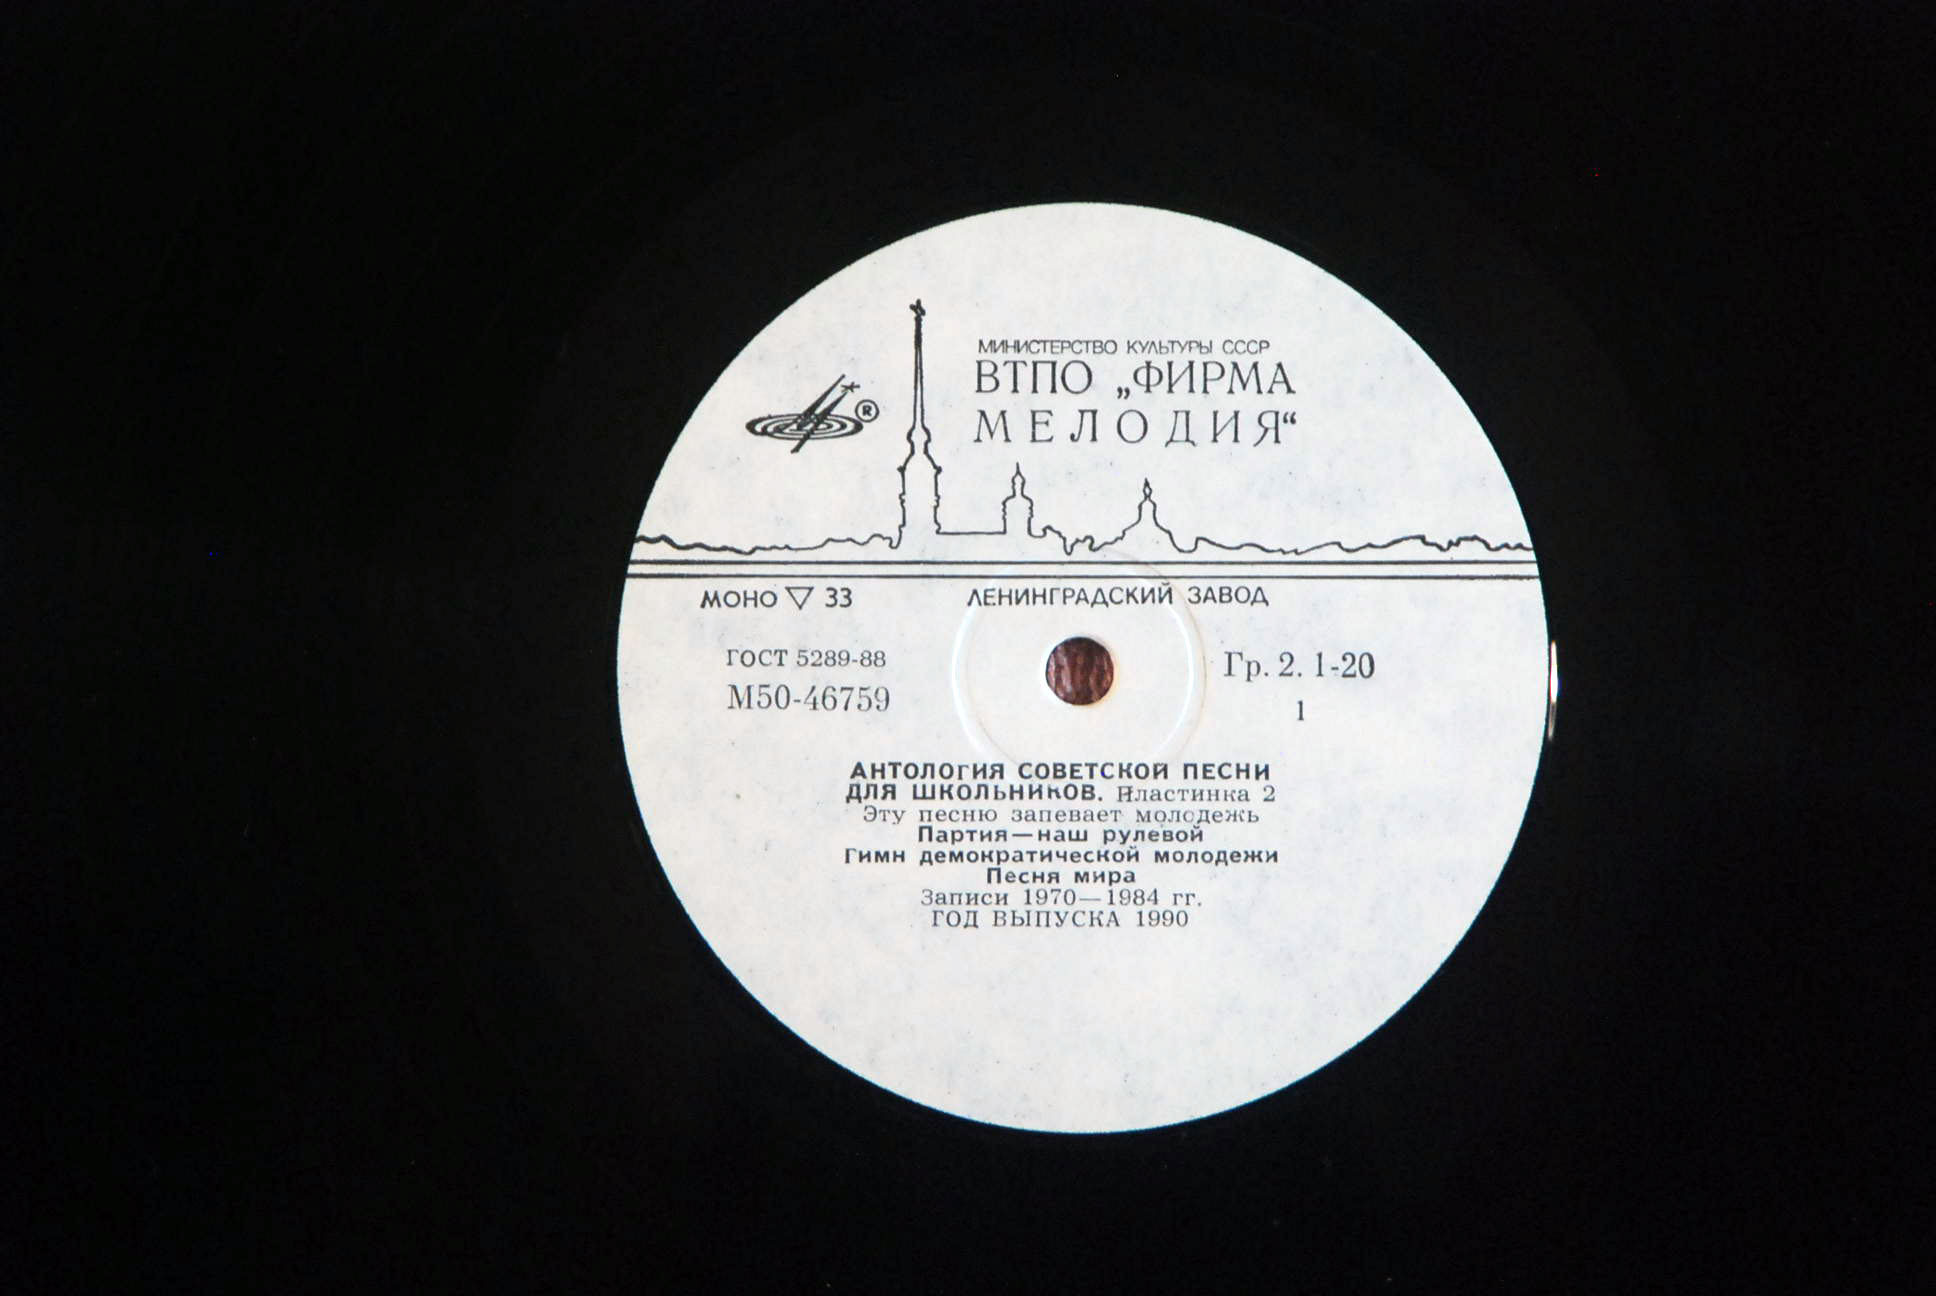 МИНИСТЕРСТВО КУЛЬТУРЫ СССР
ВТПО „ФИРМА
МЕЛОДИЯ“
®
МОНО ▽ 33
ЛЕНИНГРАДСКИЙ ЗАВОД
ГОСТ 5289-88
Гр. 2. 1-20
М50-46759
1
АНТОЛОГИЯ СОВЕТСКОЙ ПЕСНИ
ДЛЯ ШКОЛЬНИКОВ. Пластинка 2
Эту песню запевает молодежь
Партия—наш рулевой
Гимн демократической молодежи
Песня мира
Записи 1970—1984 гг.
ГОД ВЫПУСКА 1990